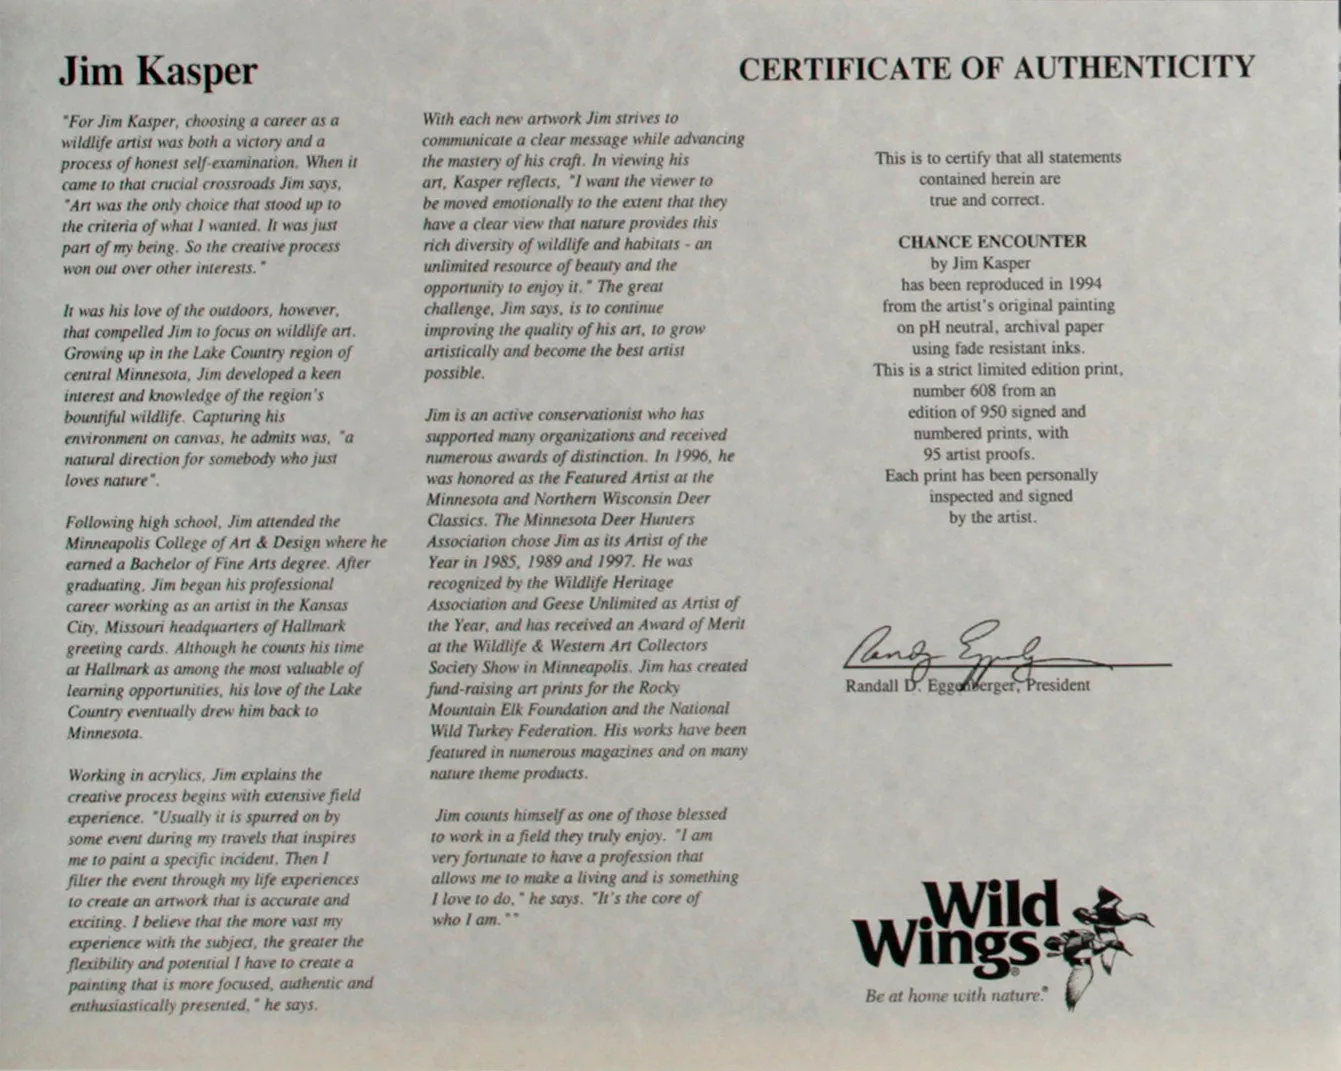 Jim Kasper
"For Jim Kasper, choosing a career as a
wildlife artist was both a victory and a
process of honest self-examination. When it
came to that crucial crossroads Jim says,
"Art was the only choice that stood up to
the criteria of what I wanted. It was just
part of my being. So the creative process
won out over other interests."
It was his love of the outdoors, however,
that compelled Jim to focus on wildlife art.
Growing up in the Lake Country region of
central Minnesota, Jim developed a keen
interest and knowledge of the region's
bountiful wildlife. Capturing his
environment on canvas, he admits was, "a
natural direction for somebody who just
loves nature".
Following high school, Jim attended the
Minneapolis College of Art & Design where he
earned a Bachelor of Fine Arts degree. After
graduating, Jim began his professional
career working as an artist in the Kansas
City, Missouri headquarters of Hallmark
greeting cards. Although he counts his time
at Hallmark as among the most valuable of
learning opportunities, his love of the Lake
Country eventually drew him back to
Minnesota.
Working in acrylics, Jim explains the
creative process begins with extensive field
experience. "Usually it is spurred on by
some event during my travels that inspires
me to paint a specific incident. Then I
filter the event through my life experiences
to create an artwork that is accurate and
exciting. I believe that the more vast my
experience with the subject, the greater the
flexibility and potential I have to create a
painting that is more focused, authentic and
enthusiastically presented," he says.
With each new artwork Jim strives to
communicate a clear message while advancing
the mastery of his craft. In viewing his
art, Kasper reflects, "I want the viewer to
be moved emotionally to the extent that they
have a clear view that nature provides this
rich diversity of wildlife and habitats - an
unlimited resource of beauty and the
opportunity to enjoy it." The great
challenge, Jim says, is to continue
improving the quality of his art, to grow
artistically and become the best artist
possible.
Jim is an active conservationist who has
supported many organizations and received
numerous awards of distinction. In 1996, he
was honored as the Featured Artist at the
Minnesota and Northern Wisconsin Deer
Classics. The Minnesota Deer Hunters
Association chose Jim as its Artist of the
Year in 1985, 1989 and 1997. He was
recognized by the Wildlife Heritage
Association and Geese Unlimited as Artist of
the Year, and has received an Award of Merit
at the Wildlife & Western Art Collectors
Society Show in Minneapolis. Jim has created
fund-raising art prints for the Rocky
Mountain Elk Foundation and the National
Wild Turkey Federation. His works have been
featured in numerous magazines and on many
nature theme products.
Jim counts himself as one of those blessed
to work in a field they truly enjoy. "I am
very fortunate to have a profession that
allows me to make a living and is something
I love to do," he says. "It's the core of
who I am.""
CERTIFICATE OF AUTHENTICITY
This is to certify that all statements
contained herein are
true and correct.
CHANCE ENCOUNTER
by Jim Kasper
has been reproduced in 1994
from the artist's original painting
on pH neutral, archival paper
using fade resistant inks.
This is a strict limited edition print,
number 608 from an
edition of 950 signed and
numbered prints, with
95 artist proofs.
Each print has been personally
inspected and signed
by the artist.
Randall D. Eggenberger, President
Wild
Wings®
Be at home with nature.®